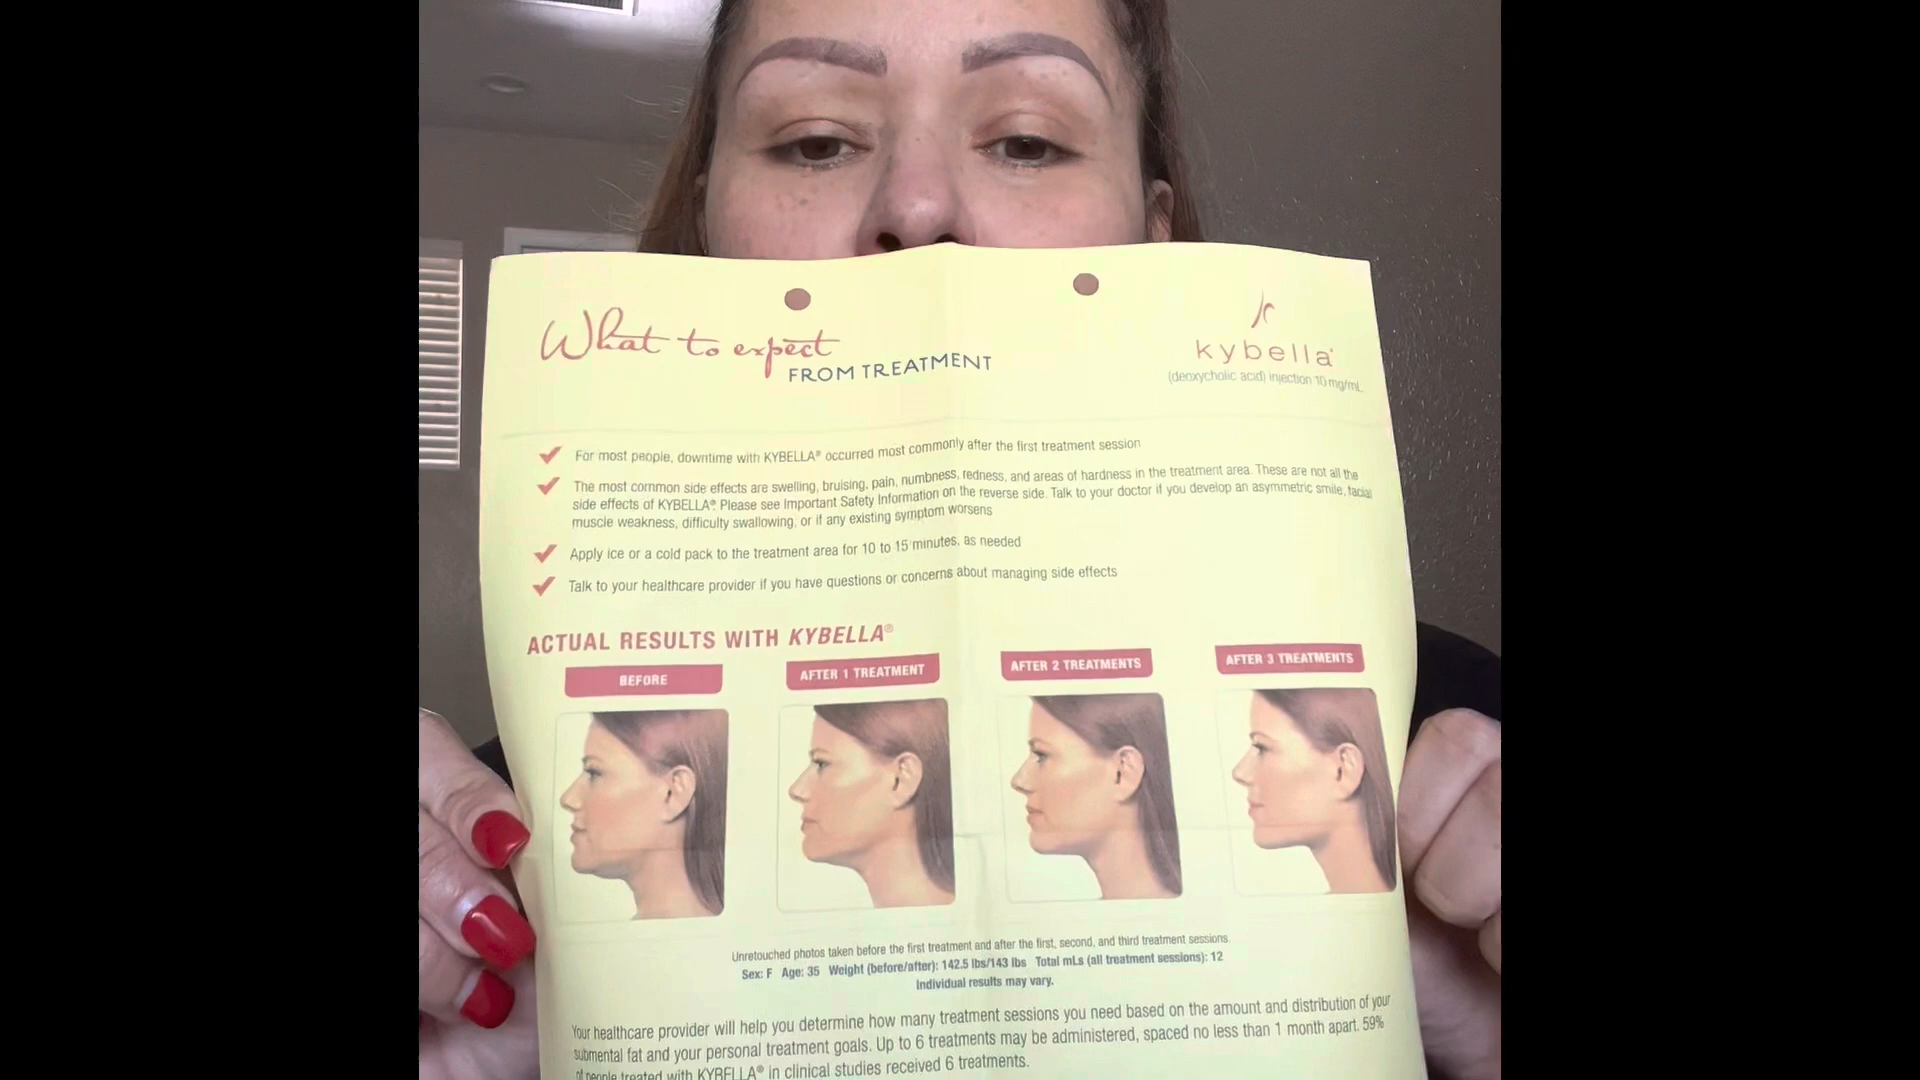 What to expect
FROM TREATMENT
kybella®
(deoxycholic acid) injection 10 mg/mL
For most people, downtime with KYBELLA® occurred most commonly after the first treatment session
The most common side effects are swelling, bruising, pain, numbness, redness, and areas of hardness in the treatment area. These are not all the
side effects of KYBELLA®. Please see Important Safety Information on the reverse side. Talk to your doctor if you develop an asymmetric smile, facial
muscle weakness, difficulty swallowing, or if any existing symptom worsens
Apply ice or a cold pack to the treatment area for 10 to 15 minutes, as needed
Talk to your healthcare provider if you have questions or concerns about managing side effects
ACTUAL RESULTS WITH KYBELLA®
BEFORE
AFTER 1 TREATMENT
AFTER 2 TREATMENTS
AFTER 3 TREATMENTS
Unretouched photos taken before the first treatment and after the first, second, and third treatment sessions.
Sex: F Age: 35 Weight (before/after): 142.5 lbs/143 lbs Total mLs (all treatment sessions): 12
Individual results may vary.
Your healthcare provider will help you determine how many treatment sessions you need based on the amount and distribution of your
submental fat and your personal treatment goals. Up to 6 treatments may be administered, spaced no less than 1 month apart. 59%
of people treated with KYBELLA® in clinical studies received 6 treatments.